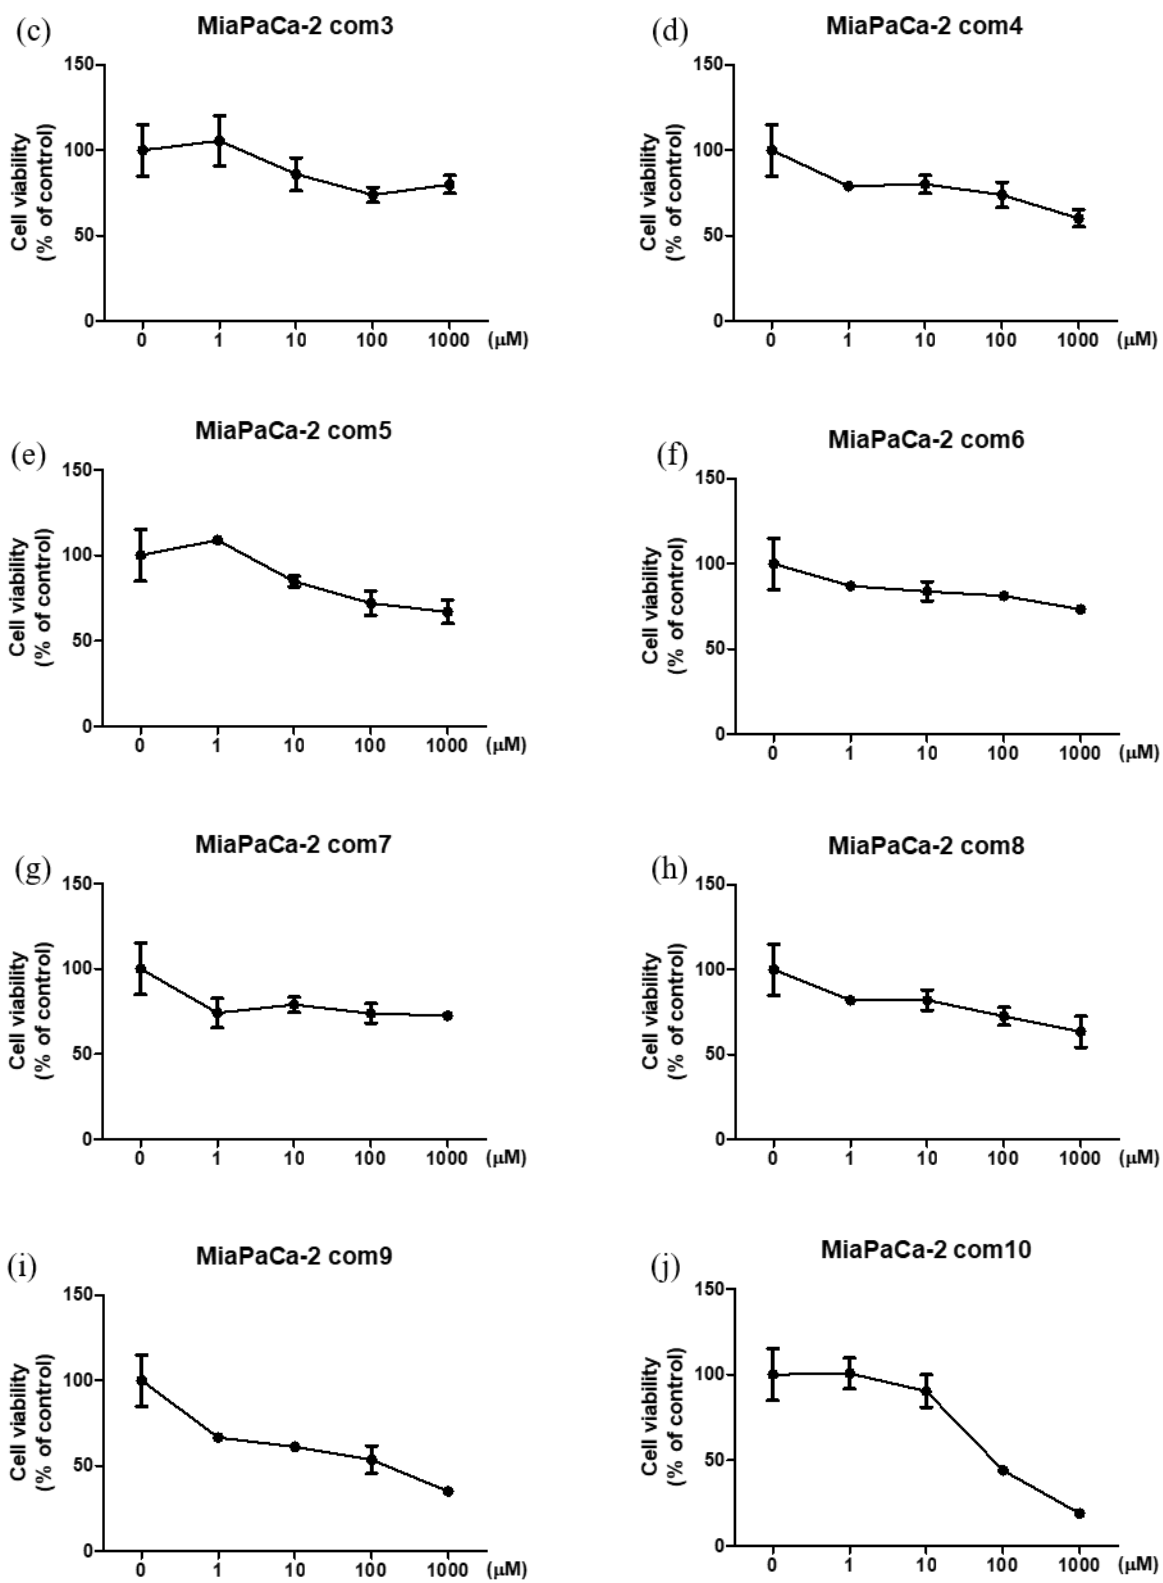 (c)
MiaPaCa-2 com3
150
100
50
0
Cell viability
(% of control)
0 1 10 100 1000 (μM)
(d)
MiaPaCa-2 com4
150
100
50
0
Cell viability
(% of control)
0 1 10 100 1000 (μM)
(e)
MiaPaCa-2 com5
150
100
50
0
Cell viability
(% of control)
0 1 10 100 1000 (μM)
(f)
MiaPaCa-2 com6
150
100
50
0
Cell viability
(% of control)
0 1 10 100 1000 (μM)
(g)
MiaPaCa-2 com7
150
100
50
0
Cell viability
(% of control)
0 1 10 100 1000 (μM)
(h)
MiaPaCa-2 com8
150
100
50
0
Cell viability
(% of control)
0 1 10 100 1000 (μM)
(i)
MiaPaCa-2 com9
150
100
50
0
Cell viability
(% of control)
0 1 10 100 1000 (μM)
(j)
MiaPaCa-2 com10
150
100
50
0
Cell viability
(% of control)
0 1 10 100 1000 (μM)